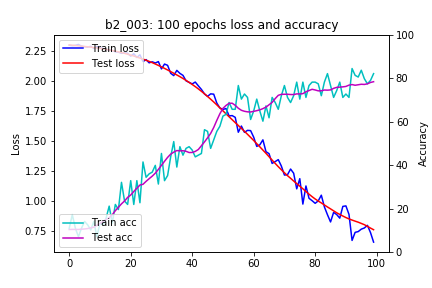 b2_003: 100 epochs loss and accuracy
Train loss
Test loss
Train acc
Test acc
Loss
Accuracy
2.25
2.00
1.75
1.50
1.25
1.00
0.75
100
80
60
40
20
0
0 20 40 60 80 100